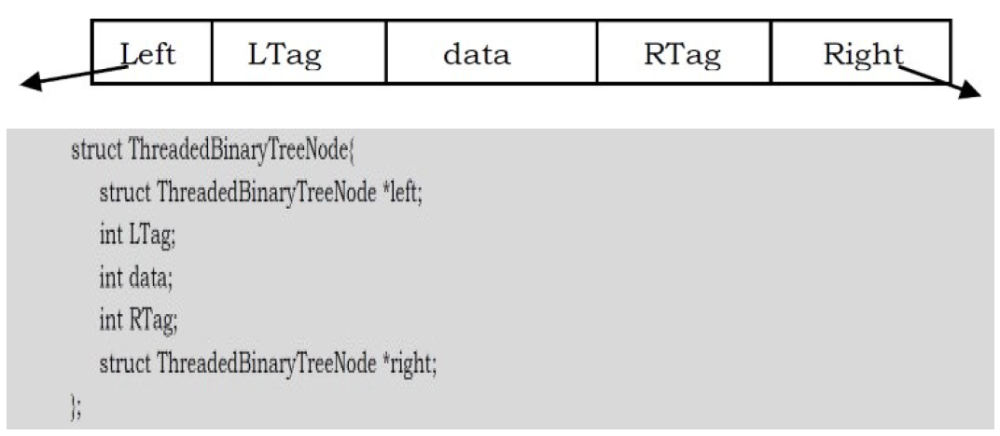 Left LTag data RTag Right
struct ThreadedBinaryTreeNode{
struct ThreadedBinaryTreeNode *left;
int LTag;
int data;
int RTag;
struct ThreadedBinaryTreeNode *right;
};